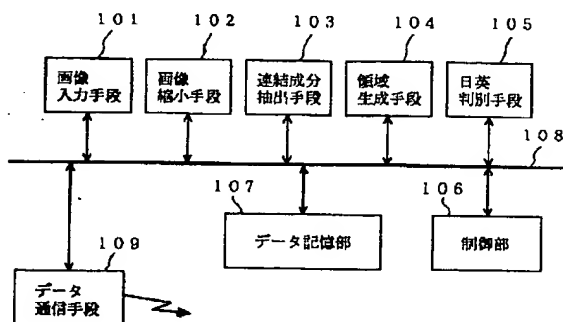 101
102
103
104
105
画像
入力手段
画像
縮小手段
連結成分
抽出手段
領域
生成手段
日英
判別手段
108
107
106
データ記憶部
制御部
109
データ
通信手段